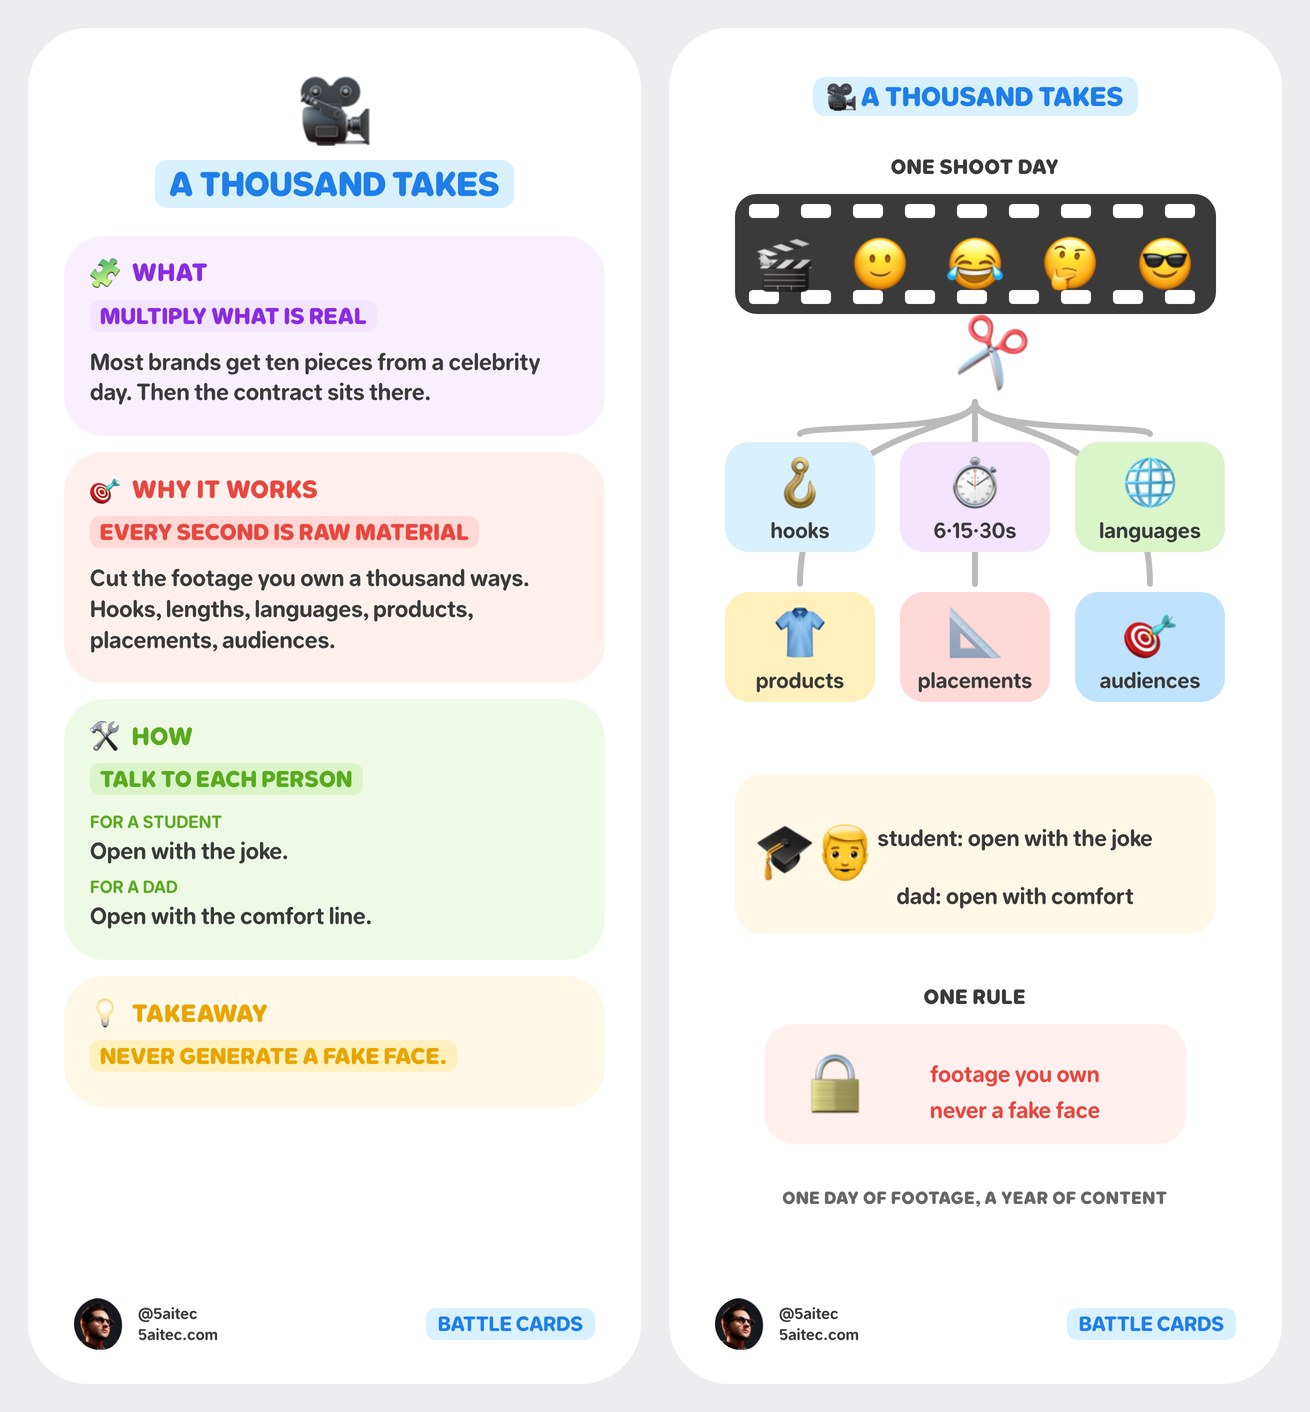 A THOUSAND TAKES
WHAT
MULTIPLY WHAT IS REAL
Most brands get ten pieces from a celebrity
day. Then the contract sits there.
WHY IT WORKS
EVERY SECOND IS RAW MATERIAL
Cut the footage you own a thousand ways.
Hooks, lengths, languages, products,
placements, audiences.
HOW
TALK TO EACH PERSON
FOR A STUDENT
Open with the joke.
FOR A DAD
Open with the comfort line.
TAKEAWAY
NEVER GENERATE A FAKE FACE.
@5aitec
5aitec.com
BATTLE CARDS
A THOUSAND TAKES
ONE SHOOT DAY
hooks
6·15·30s
languages
products
placements
audiences
student: open with the joke
dad: open with comfort
ONE RULE
footage you own
never a fake face
ONE DAY OF FOOTAGE, A YEAR OF CONTENT
@5aitec
5aitec.com
BATTLE CARDS